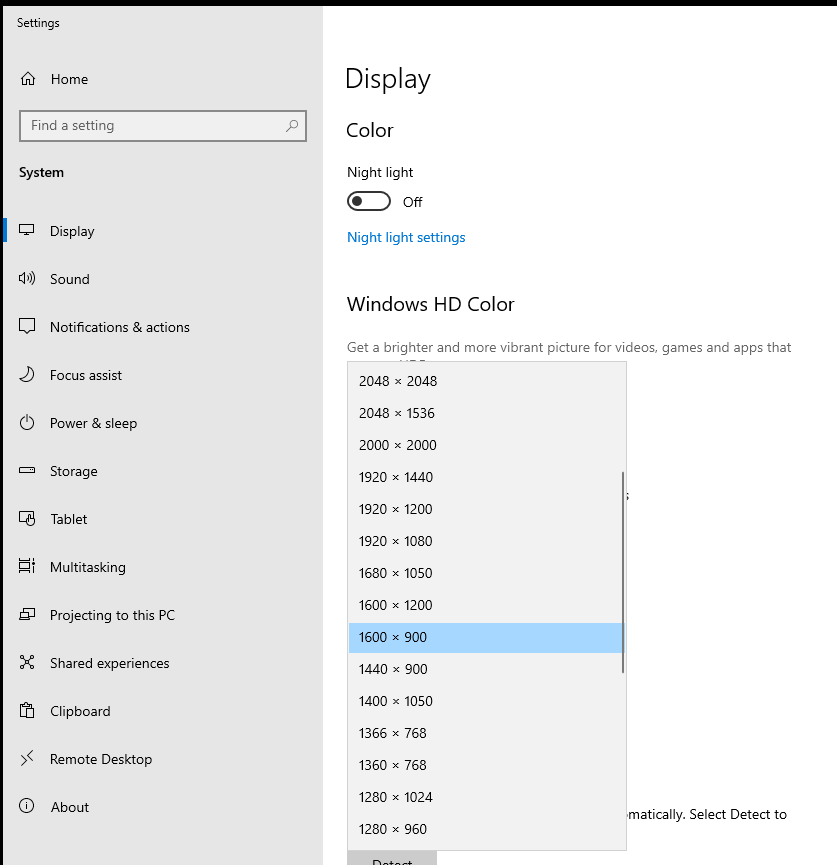 Settings
Home
Find a setting
System
Display
Sound
Notifications & actions
Focus assist
Power & sleep
Storage
Tablet
Multitasking
Projecting to this PC
Shared experiences
Clipboard
Remote Desktop
About
Display
Color
Night light
Off
Night light settings
Windows HD Color
Get a brighter and more vibrant picture for videos, games and apps that
2048 × 2048
2048 × 1536
2000 × 2000
1920 × 1440
1920 × 1200
1920 × 1080
1680 × 1050
1600 × 1200
1600 × 900
1440 × 900
1400 × 1050
1366 × 768
1360 × 768
1280 × 1024
1280 × 960
matically. Select Detect to
Detect